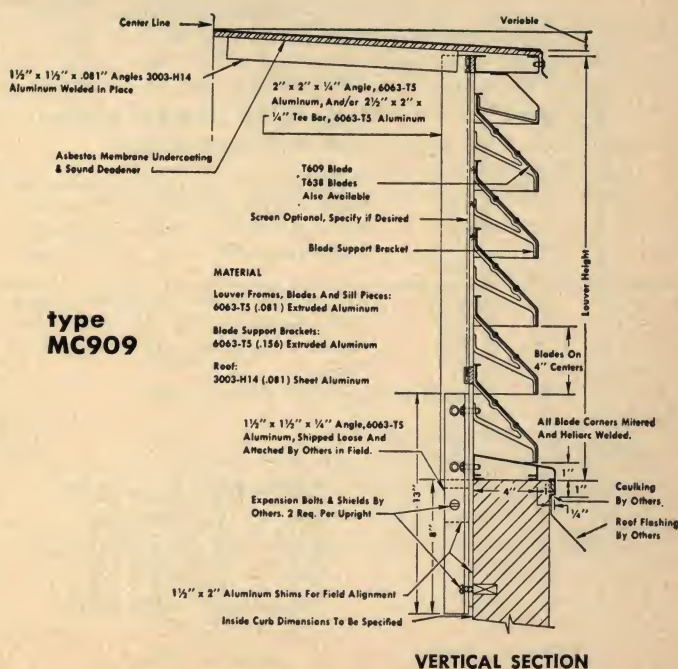 Center Line
Variable
1½" x 1½" x .081" Angles 3003-H14
Aluminum Welded in Place
2" x 2" x ¼" Angle, 6063-T5
Aluminum, And/or 2½" x 2" x
¼" Tee Bar, 6063-T5 Aluminum
Asbestos Membrane Undercoating
& Sound Deadener
T609 Blade
T638 Blades
Also Available
Screen Optional, Specify if Desired
Blade Support Bracket
Louver Height
MATERIAL
Louver Frames, Blades And Sill Pieces:
6063-T5 (.081) Extruded Aluminum
Blade Support Brackets:
6063-T5 (.156) Extruded Aluminum
Roof:
3003-H14 (.081) Sheet Aluminum
type
MC909
Blades On
4" Centers
1½" x 1½" x ¼" Angle, 6063-T5
Aluminum, Shipped Loose And
Attached By Others in Field.
All Blade Corners Mitered
And Heliarc Welded.
1"
4"
1"
1"
13"
8"
¼"
Caulking
By Others
Expansion Bolts & Shields By
Others. 2 Req. Per Upright
Roof Flashing
By Others
1½" x 2" Aluminum Shims For Field Alignment
Inside Curb Dimensions To Be Specified
VERTICAL SECTION